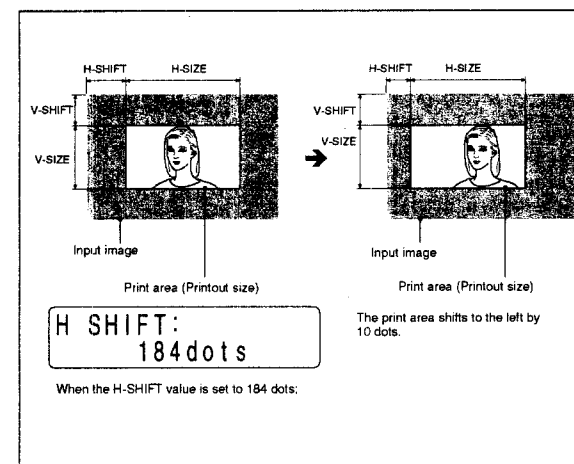 H-SHIFT H-SIZE
V-SHIFT
V-SIZE
Input image
Print area (Printout size)
H SHIFT:
184dots
When the H-SHIFT value is set to 184 dots;
H-SHIFT H-SIZE
V-SHIFT
V-SIZE
Input image
Print area (Printout size)
The print area shifts to the left by
10 dots.